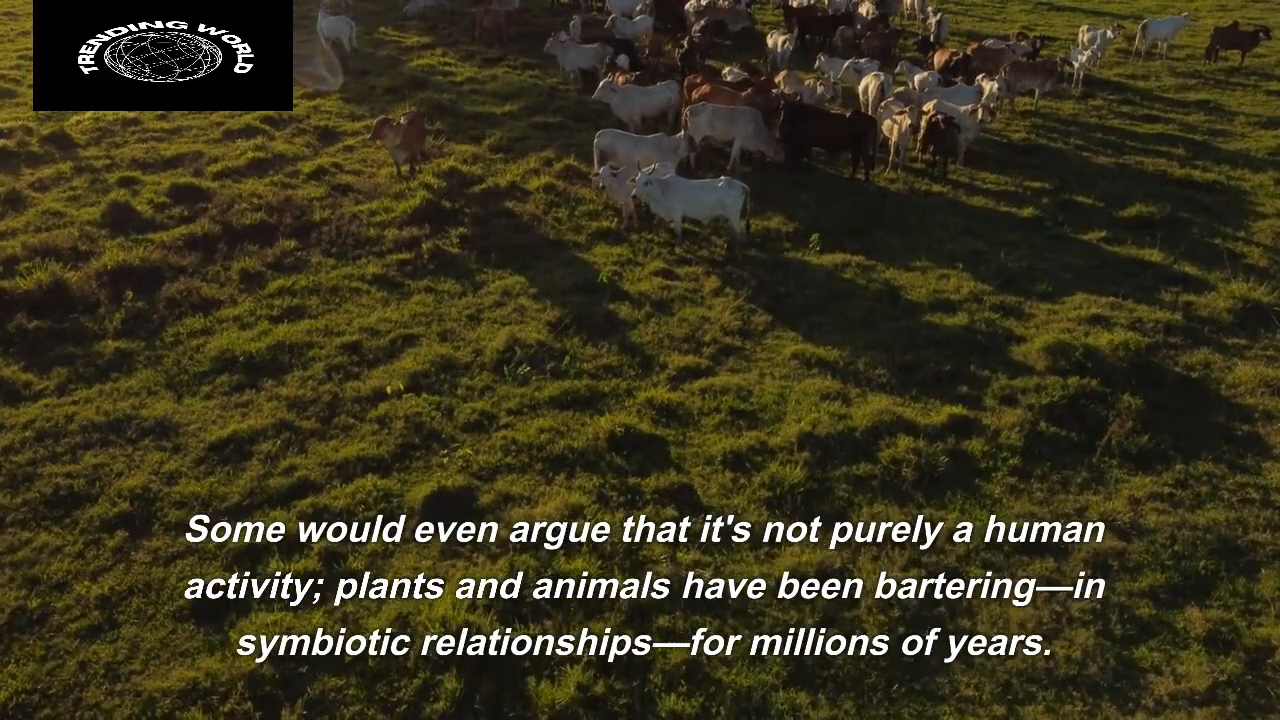 TRENDING WORLD
Some would even argue that it's not purely a human
activity; plants and animals have been bartering—in
symbiotic relationships—for millions of years.